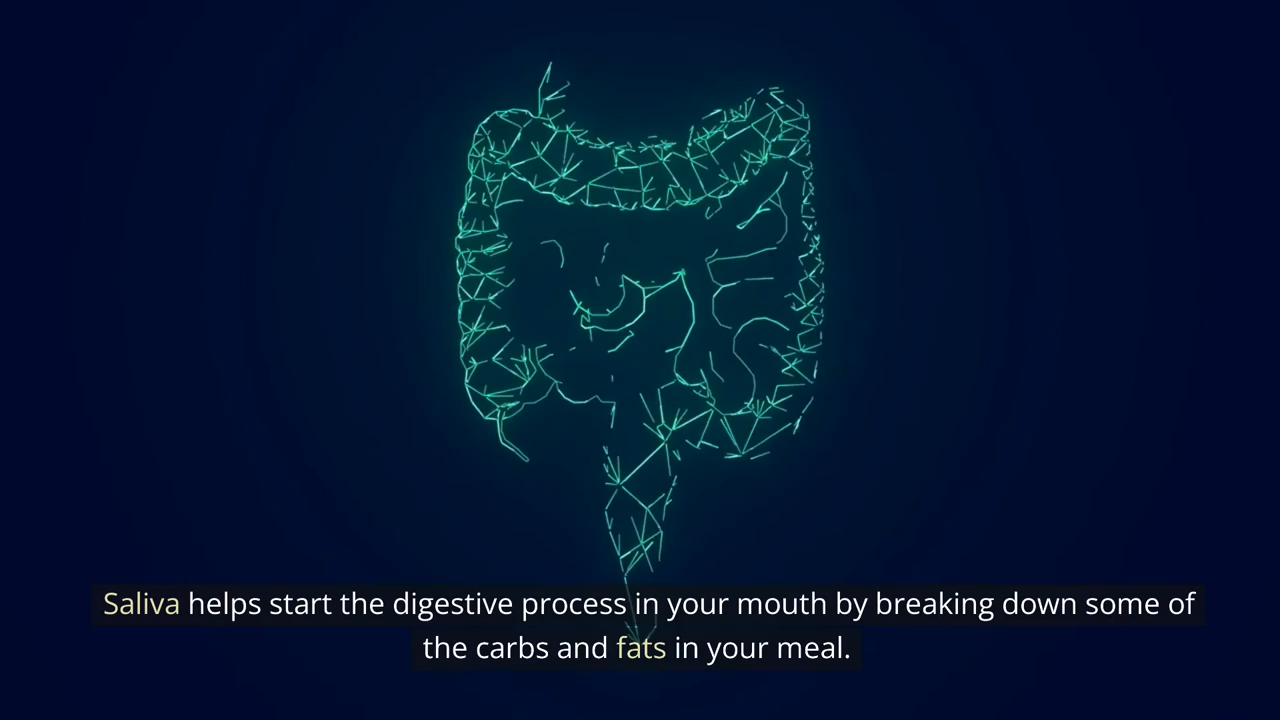 Saliva helps start the digestive process in your mouth by breaking down some of
the carbs and fats in your meal.